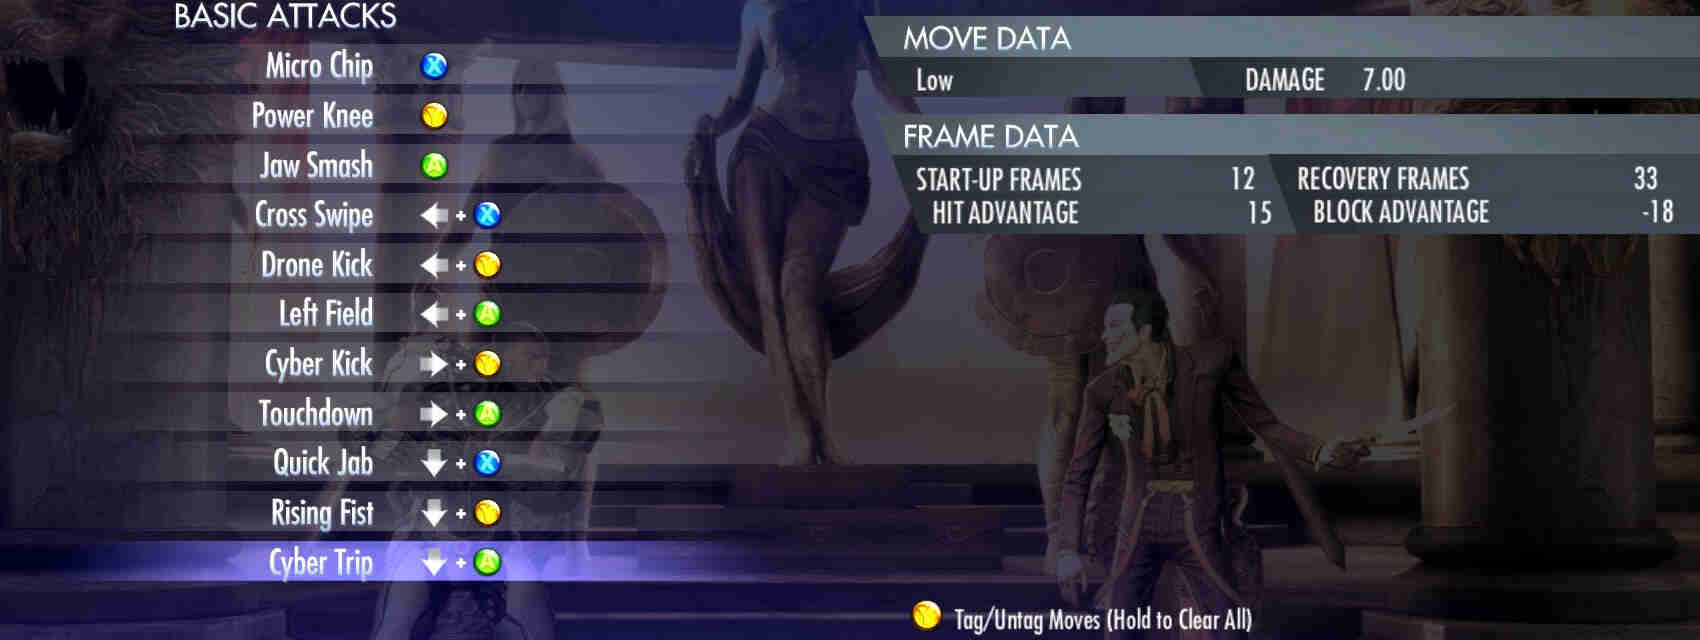 BASIC ATTACKS
Micro Chip X
Power Knee Y
Jaw Smash A
Cross Swipe + X
Drone Kick + Y
Left Field + A
Cyber Kick + Y
Touchdown + A
Quick Jab + X
Rising Fist + Y
Cyber Trip + A
MOVE DATA
Low DAMAGE 7.00
FRAME DATA
START-UP FRAMES 12 RECOVERY FRAMES 33
HIT ADVANTAGE 15 BLOCK ADVANTAGE -18
Y Tag/Untag Moves (Hold to Clear All)